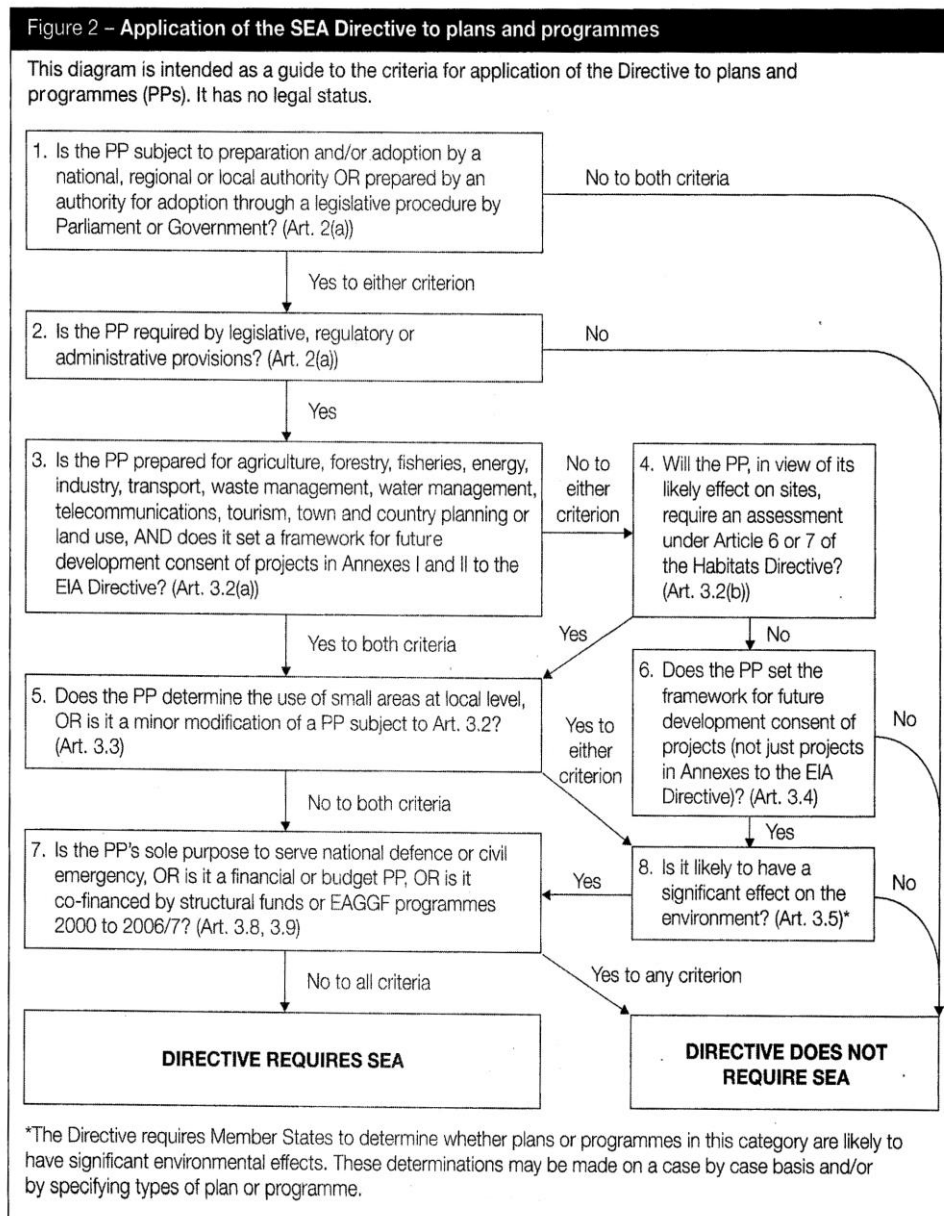 Figure 2 – Application of the SEA Directive to plans and programmes
This diagram is intended as a guide to the criteria for application of the Directive to plans and
programmes (PPs). It has no legal status.
1. Is the PP subject to preparation and/or adoption by a
national, regional or local authority OR prepared by an
authority for adoption through a legislative procedure by
Parliament or Government? (Art. 2(a))
No to both criteria
Yes to either criterion
2. Is the PP required by legislative, regulatory or
administrative provisions? (Art. 2(a))
No
Yes
3. Is the PP prepared for agriculture, forestry, fisheries, energy,
industry, transport, waste management, water management,
telecommunications, tourism, town and country planning or
land use, AND does it set a framework for future
development consent of projects in Annexes I and II to the
EIA Directive? (Art. 3.2(a))
No to
either
criterion
4. Will the PP, in view of its
likely effect on sites,
require an assessment
under Article 6 or 7 of
the Habitats Directive?
(Art. 3.2(b))
Yes to both criteria
Yes
No
5. Does the PP determine the use of small areas at local level,
OR is it a minor modification of a PP subject to Art. 3.2?
(Art. 3.3)
Yes to
either
criterion
6. Does the PP set the
framework for future
development consent of
projects (not just projects
in Annexes to the EIA
Directive)? (Art. 3.4)
No
No to both criteria
Yes
7. Is the PP's sole purpose to serve national defence or civil
emergency, OR is it a financial or budget PP, OR is it
co-financed by structural funds or EAGGF programmes
2000 to 2006/7? (Art. 3.8, 3.9)
Yes
8. Is it likely to have a
significant effect on the
environment? (Art. 3.5)*
No
No to all criteria
Yes to any criterion
DIRECTIVE REQUIRES SEA
DIRECTIVE DOES NOT
REQUIRE SEA
*The Directive requires Member States to determine whether plans or programmes in this category are likely to
have significant environmental effects. These determinations may be made on a case by case basis and/or
by specifying types of plan or programme.